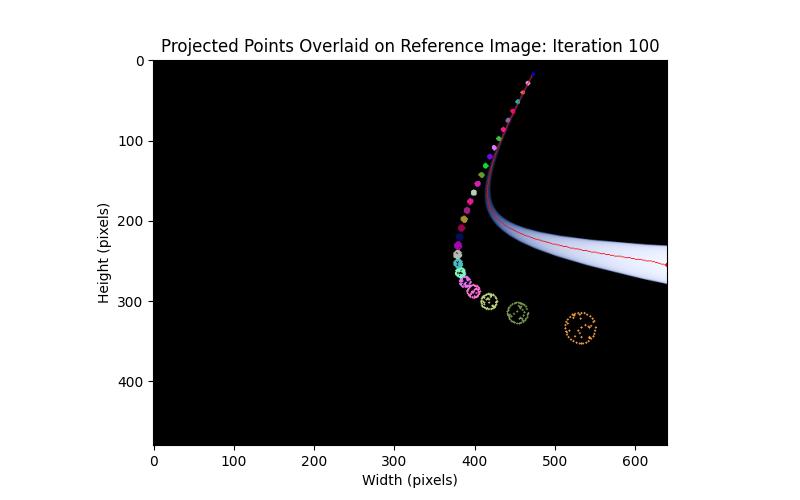 Projected Points Overlaid on Reference Image: Iteration 100
0
100
200
300
400
Height (pixels)
0 100 200 300 400 500 600
Width (pixels)